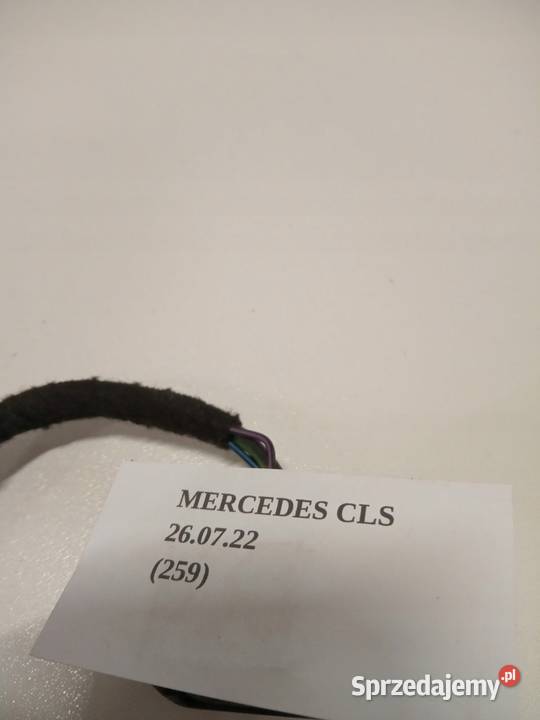 MERCEDES CLS
26.07.22
(259)
Sprzedajemy.pl